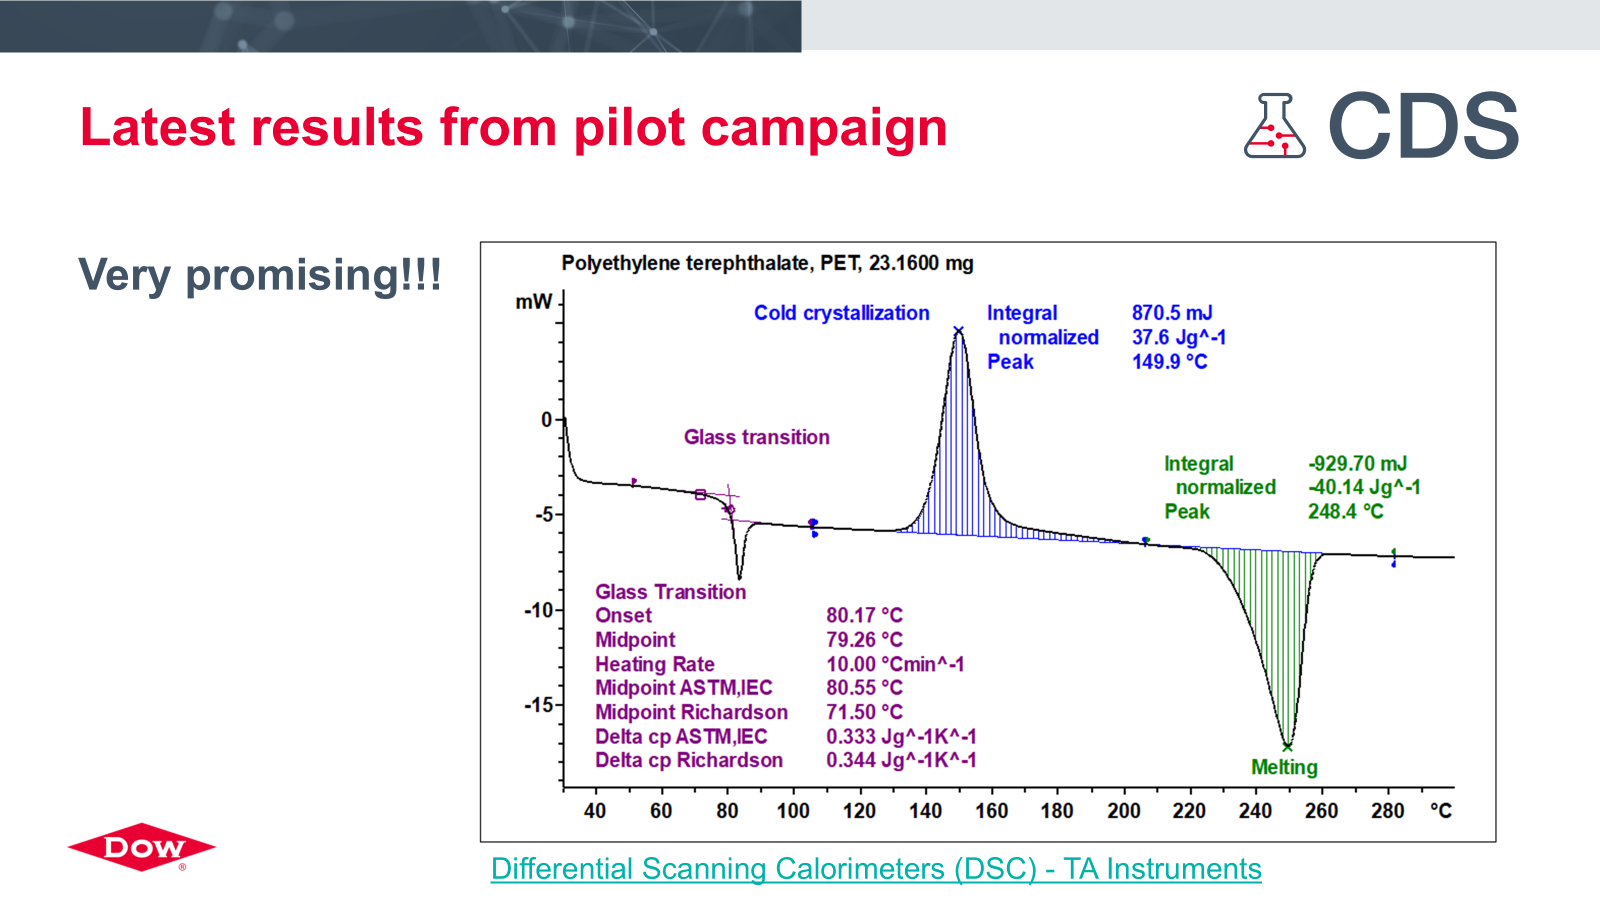 Latest results from pilot campaign
CDS
Very promising!!!
Polyethylene terephthalate, PET, 23.1600 mg
mW
Cold crystallization
Integral 870.5 mJ
normalized 37.6 Jg^-1
Peak 149.9 °C
0
Glass transition
Integral -929.70 mJ
normalized -40.14 Jg^-1
Peak 248.4 °C
-5
Glass Transition
Onset 80.17 °C
-10
Midpoint 79.26 °C
Heating Rate 10.00 °Cmin^-1
Midpoint ASTM,IEC 80.55 °C
-15
Midpoint Richardson 71.50 °C
Delta cp ASTM,IEC 0.333 Jg^-1K^-1
Delta cp Richardson 0.344 Jg^-1K^-1
Melting
40 60 80 100 120 140 160 180 200 220 240 260 280 °C
DOW ®
Differential Scanning Calorimeters (DSC) - TA Instruments